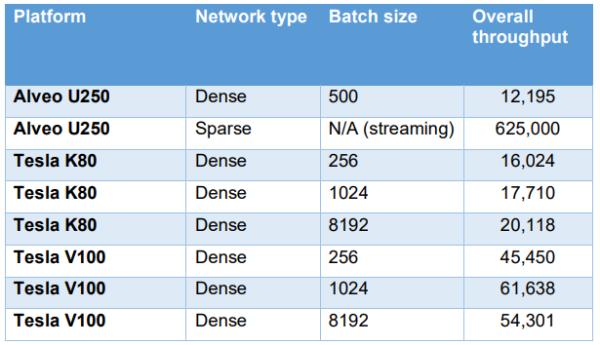 Platform Network type Batch size Overall
throughput
Alveo U250 Dense 500 12,195
Alveo U250 Sparse N/A (streaming) 625,000
Tesla K80 Dense 256 16,024
Tesla K80 Dense 1024 17,710
Tesla K80 Dense 8192 20,118
Tesla V100 Dense 256 45,450
Tesla V100 Dense 1024 61,638
Tesla V100 Dense 8192 54,301